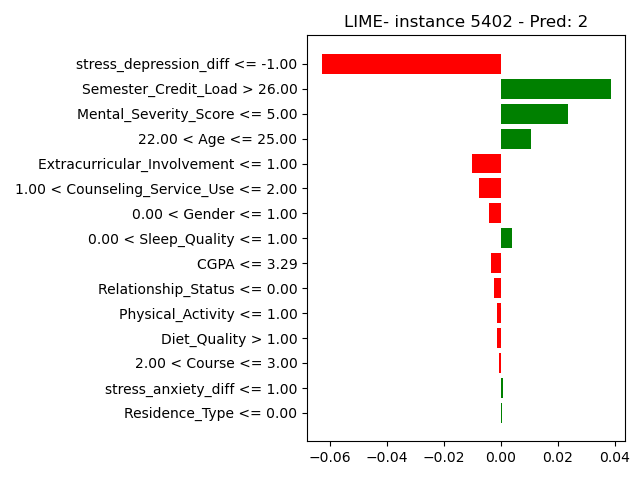 LIME- instance 5402 - Pred: 2
stress_depression_diff <= -1.00
Semester_Credit_Load > 26.00
Mental_Severity_Score <= 5.00
22.00 < Age <= 25.00
Extracurricular_Involvement <= 1.00
1.00 < Counseling_Service_Use <= 2.00
0.00 < Gender <= 1.00
0.00 < Sleep_Quality <= 1.00
CGPA <= 3.29
Relationship_Status <= 0.00
Physical_Activity <= 1.00
Diet_Quality > 1.00
2.00 < Course <= 3.00
stress_anxiety_diff <= 1.00
Residence_Type <= 0.00
−0.06 −0.04 −0.02 0.00 0.02 0.04